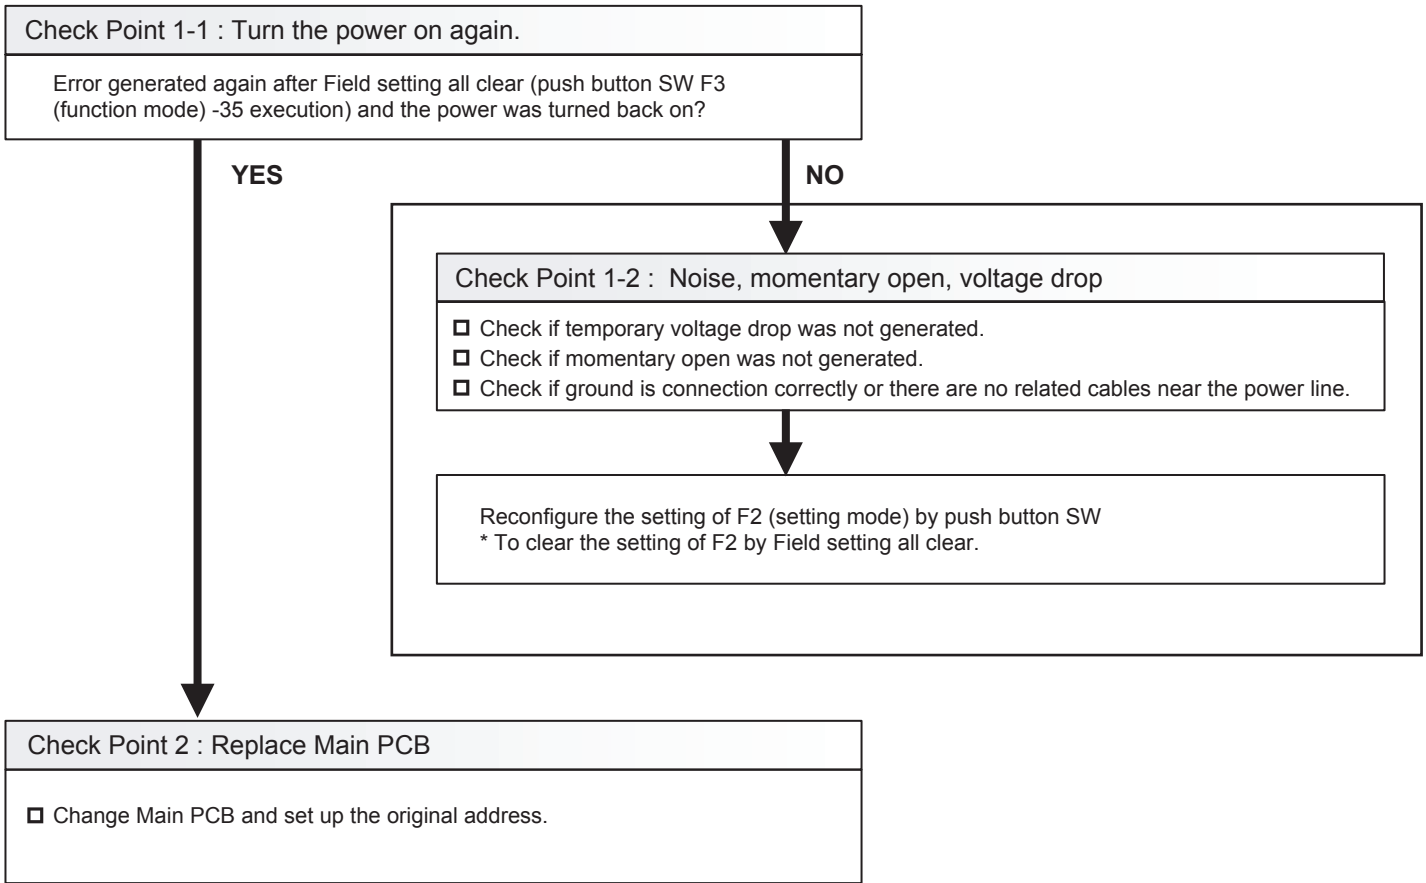 Check Point 1-1 : Turn the power on again.
Error generated again after Field setting all clear (push button SW F3
(function mode) -35 execution) and the power was turned back on?
YES
NO
Check Point 1-2 :  Noise, momentary open, voltage drop
Check if temporary voltage drop was not generated.
Check if momentary open was not generated.
Check if ground is connection correctly or there are no related cables near the power line.
Reconfigure the setting of F2 (setting mode) by push button SW
* To clear the setting of F2 by Field setting all clear.
Check Point 2 : Replace Main PCB
Change Main PCB and set up the original address.